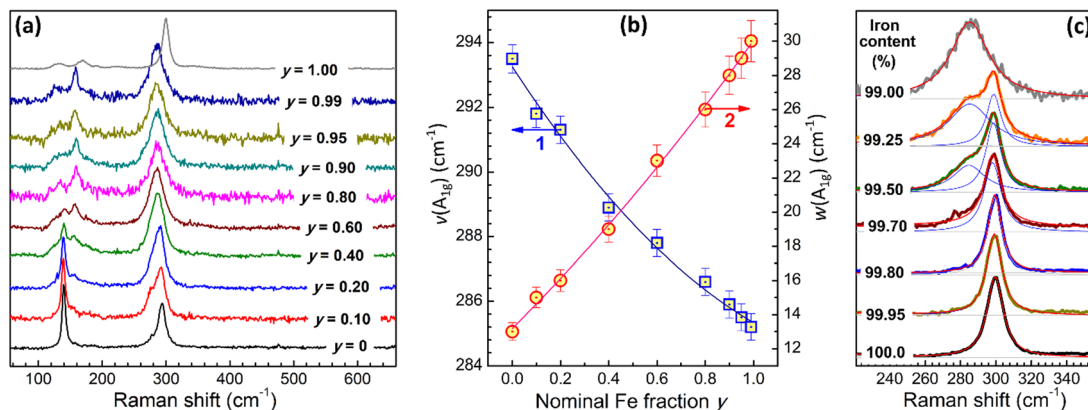 (a)
y = 1.00
y = 0.99
y = 0.95
y = 0.90
y = 0.80
y = 0.60
y = 0.40
y = 0.20
y = 0.10
y = 0
100 200 300 400 500 600
Raman shift (cm⁻¹)
(b)
294
292
290
288
286
284
ν(A₁g) (cm⁻¹)
1
2
30
28
26
24
22
20
18
16
14
12
w(A₁g) (cm⁻¹)
0.0 0.2 0.4 0.6 0.8 1.0
Nominal Fe fraction y
(c)
Iron
content
(%)
99.00
99.25
99.50
99.70
99.80
99.95
100.0
220 240 260 280 300 320 340
Raman shift (cm⁻¹)